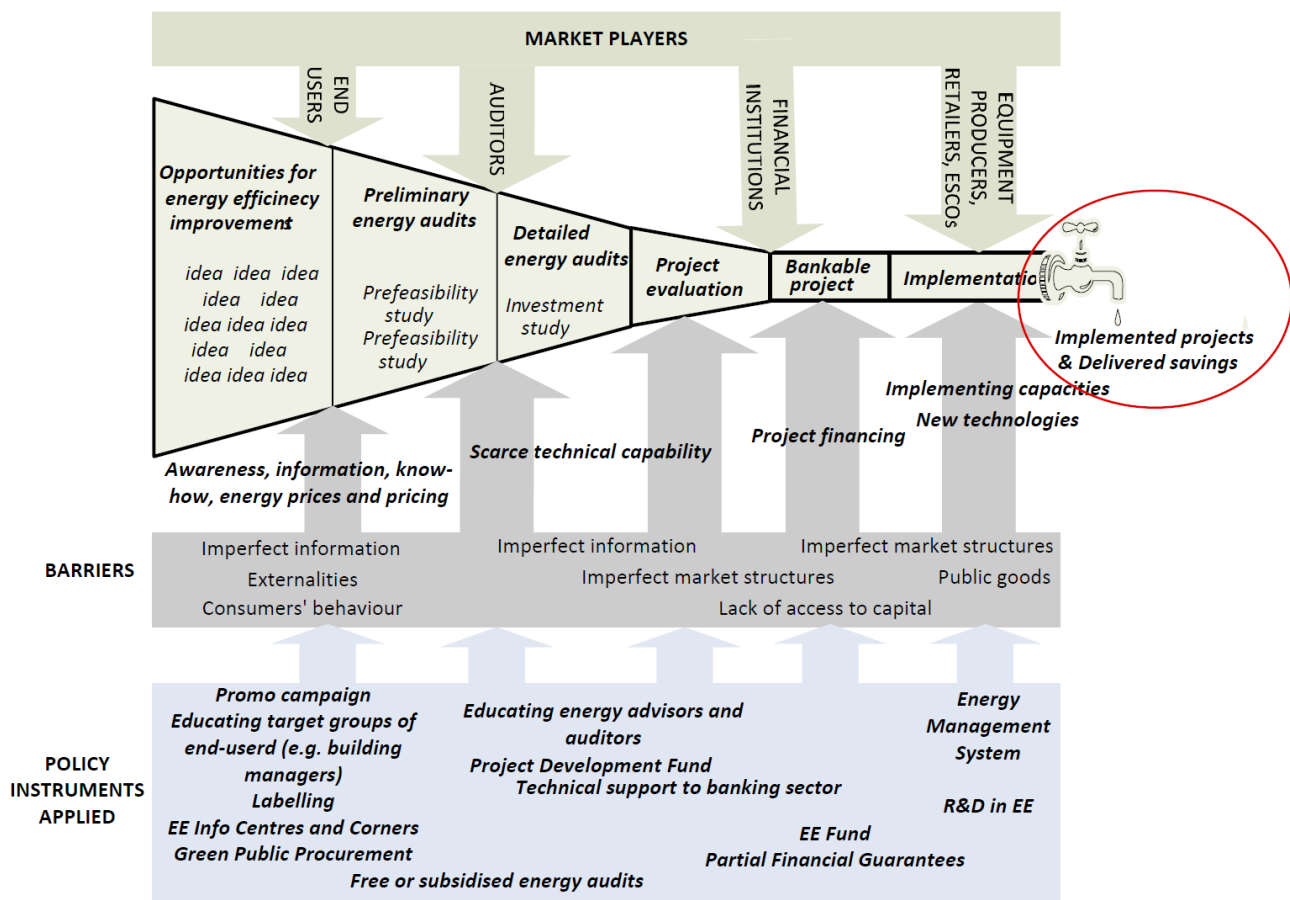 MARKET PLAYERS
END
USERS
AUDITORS
FINANCIAL
INSTITUTIONS
EQUIPMENT
PRODUCERS,
RETAILERS, ESCOs
Opportunities for
energy efficinecy
improvements
idea idea idea
idea idea
idea idea idea
idea idea
idea idea idea
Preliminary
energy audits
Prefeasibility
study
Prefeasibility
study
Detailed
energy audits
Investment
study
Project
evaluation
Bankable
project
Implementation
Implemented projects
& Delivered savings
Implementing capacities
New technologies
Project financing
Scarce technical capability
Awareness, information, know-
how, energy prices and pricing
BARRIERS
Imperfect information
Externalities
Consumers' behaviour
Imperfect information
Imperfect market structures
Lack of access to capital
Imperfect market structures
Public goods
POLICY
INSTRUMENTS
APPLIED
Promo campaign
Educating target groups of
end-userd (e.g. building
managers)
Labelling
EE Info Centres and Corners
Green Public Procurement
Free or subsidised energy audits
Educating energy advisors and
auditors
Project Development Fund
Technical support to banking sector
EE Fund
Partial Financial Guarantees
Energy
Management
System
R&D in EE